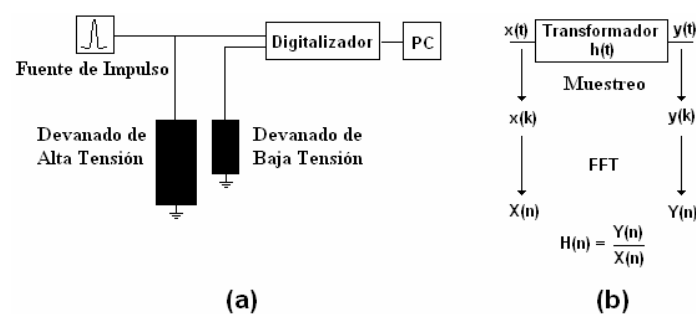 Fuente de Impulso
Digitalizador
PC
Devanado de
Alta Tensión
Devanado de
Baja Tensión
(a)
x(t)
Transformador
h(t)
y(t)
Muestreo
x(k)
y(k)
FFT
X(n)
Y(n)
H(n) = Y(n)
X(n)
(b)